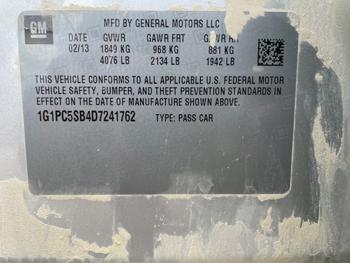 GM
MFD BY GENERAL MOTORS LLC
DATE GVWR GAWR FRT GAWR RR
02/13 1849 KG 968 KG 881 KG
4076 LB 2134 LB 1942 LB
THIS VEHICLE CONFORMS TO ALL APPLICABLE U.S. FEDERAL MOTOR
VEHICLE SAFETY, BUMPER, AND THEFT PREVENTION STANDARDS
IN EFFECT ON THE DATE OF MANUFACTURE SHOWN ABOVE.
1G1PC5SB4D7241762 TYPE: PASS CAR